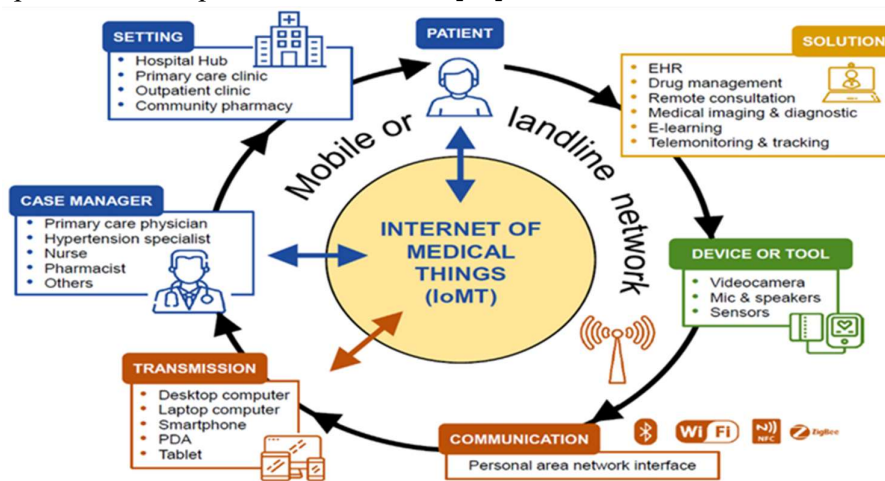 SETTING
• Hospital Hub
• Primary care clinic
• Outpatient clinic
• Community pharmacy
PATIENT
SOLUTION
• EHR
• Drug management
• Remote consultation
• Medical imaging & diagnostic
• E-learning
• Telemonitoring & tracking
Mobile or landline network
CASE MANAGER
• Primary care physician
• Hypertension specialist
• Nurse
• Pharmacist
• Others
INTERNET OF
MEDICAL
THINGS
(IoMT)
DEVICE OR TOOL
• Videocamera
• Mic & speakers
• Sensors
TRANSMISSION
• Desktop computer
• Laptop computer
• Smartphone
• PDA
• Tablet
COMMUNICATION
Personal area network interface
WiFi
NFC
ZigBee